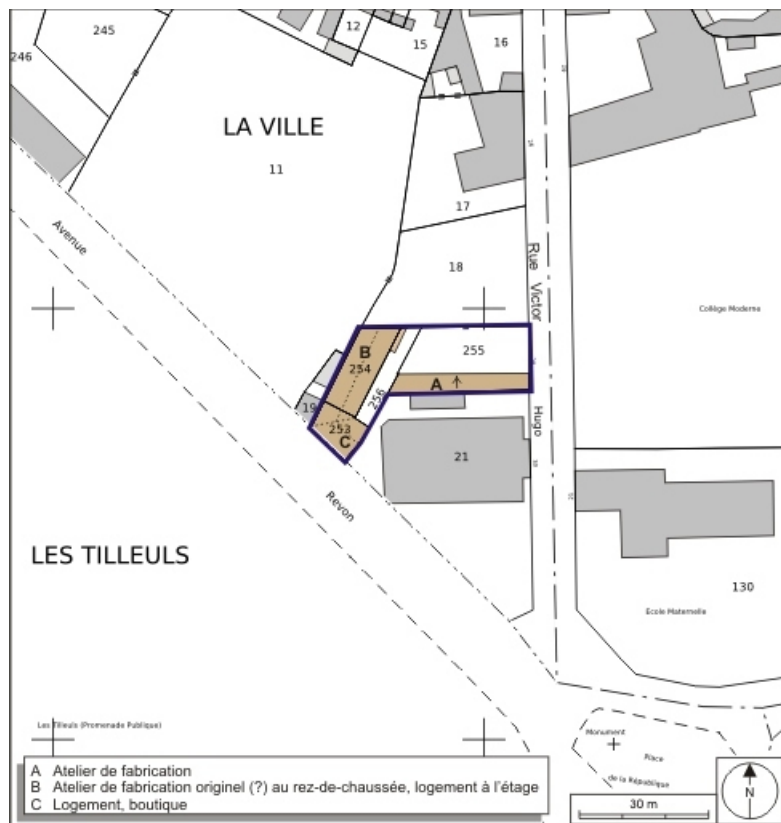 245
246
12
15
16
LA VILLE
11
17
Avenue
18
Rue Victor
Collège Moderne
B
254
255
A
256
19
253
C
Hugo
21
Revon
LES TILLEULS
130
Ecole Maternelle
Les Tilleuls (Promenade Publique)
Monument
Place
de la République
A Atelier de fabrication
B Atelier de fabrication originel (?) au rez-de-chaussée, logement à l'étage
C Logement, boutique
30 m
N